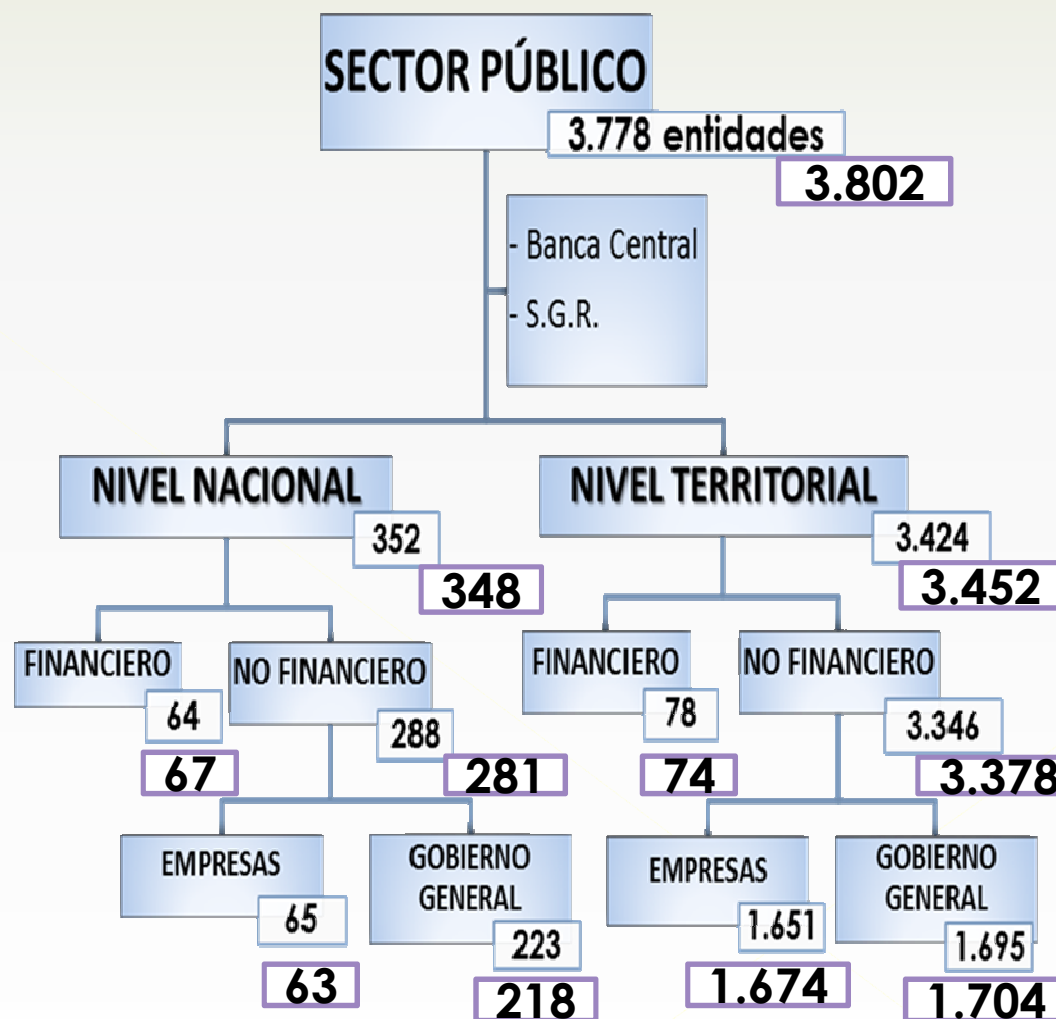 SECTOR PÚBLICO
3.778 entidades
3.802
- Banca Central
- S.G.R.
NIVEL NACIONAL
352
348
NIVEL TERRITORIAL
3.424
3.452
FINANCIERO
64
67
NO FINANCIERO
288
281
FINANCIERO
78
74
NO FINANCIERO
3.346
3.378
EMPRESAS
65
63
GOBIERNO
GENERAL
223
218
EMPRESAS
1.651
1.674
GOBIERNO
GENERAL
1.695
1.704